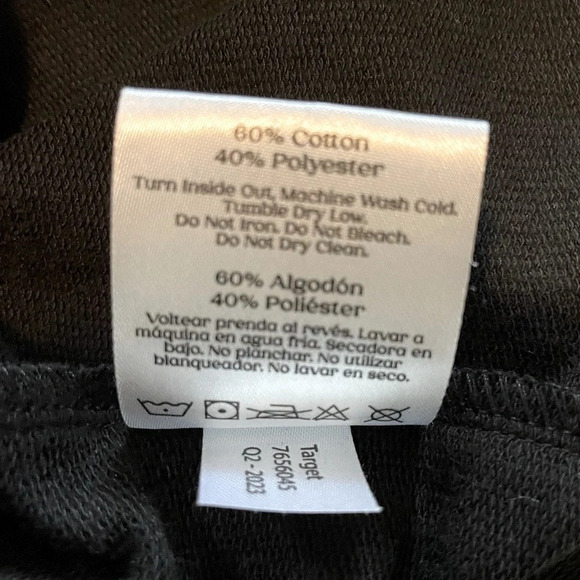 60% Cotton
40% Polyester
Turn Inside Out, Machine Wash Cold.
Tumble Dry Low.
Do Not Iron. Do Not Bleach.
Do Not Dry Clean.
60% Algodón
40% Poliéster
Voltear prenda al revés. Lavar a
máquina en agua fría. Secadora en
bajo. No planchar. No utilizar
blanqueador. No lavar en seco.
Target
7656045
Q2 - 2023